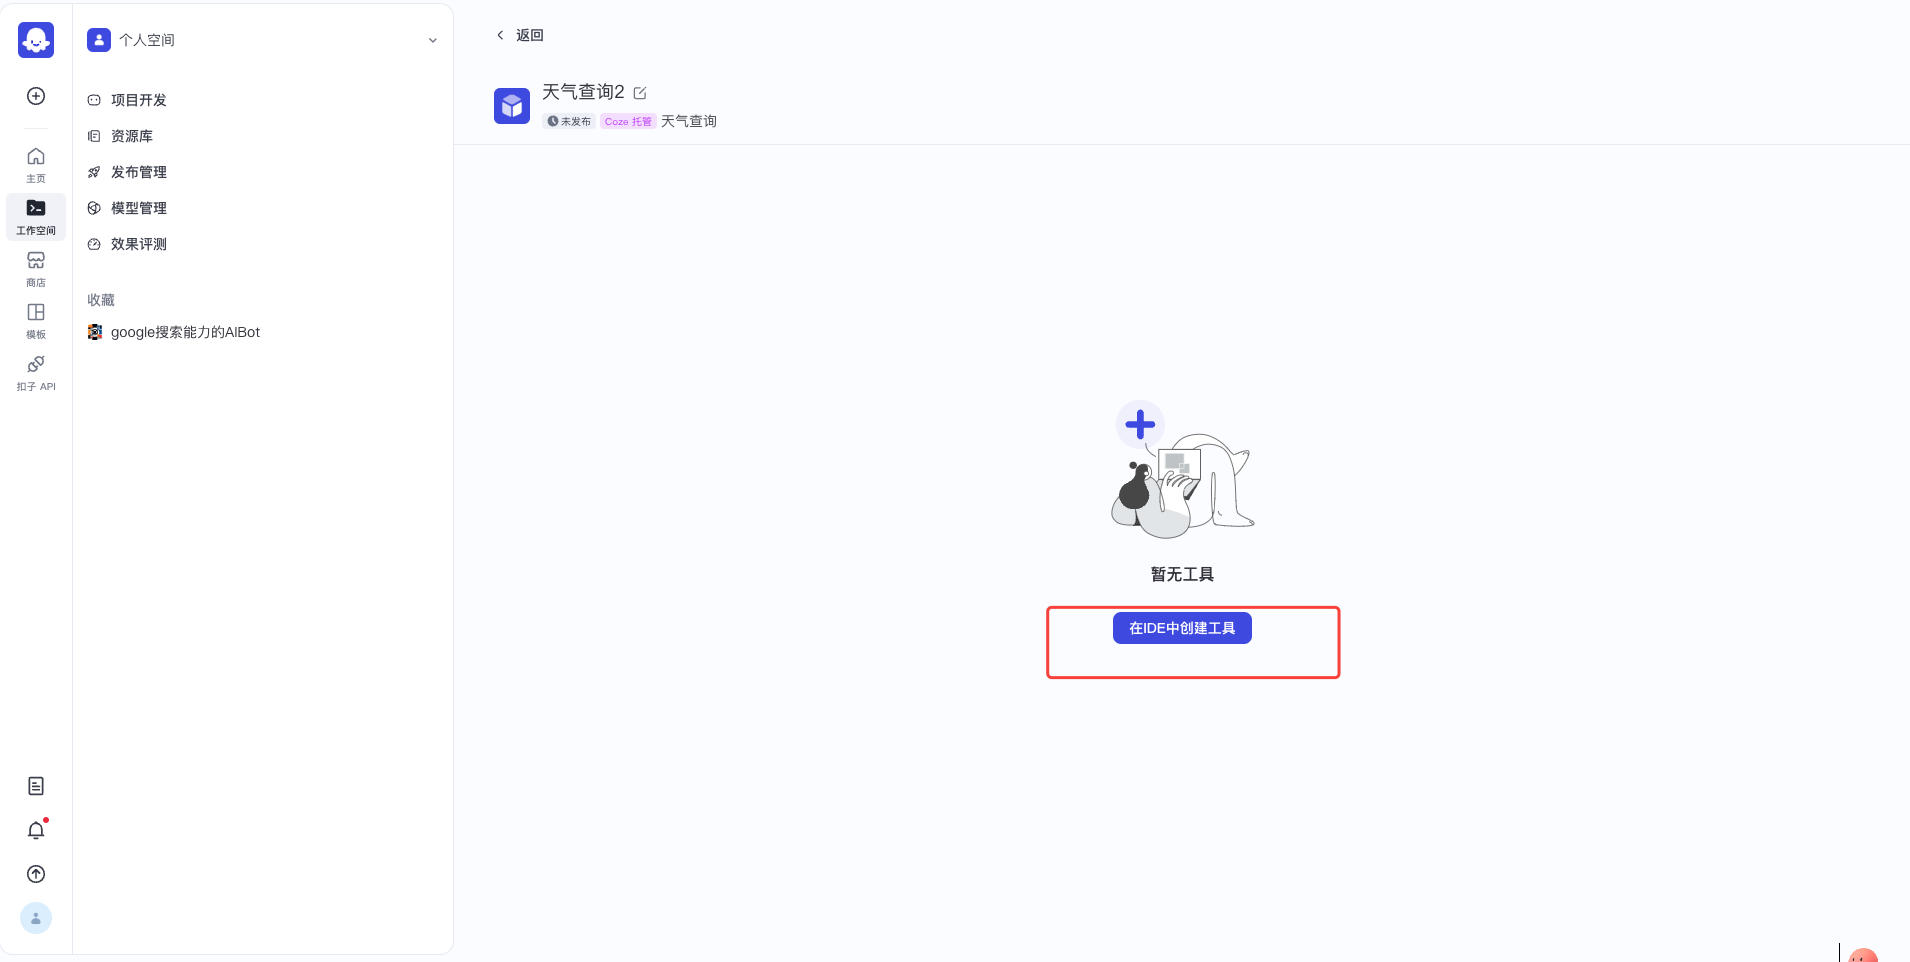 个人空间
项目开发
资源库
发布管理
模型管理
效果评测
收藏
google搜索能力的AIBot
主页
工作空间
商店
模板
扣子 API
返回
天气查询2
未发布 Coze 托管 天气查询
暂无工具
在IDE中创建工具